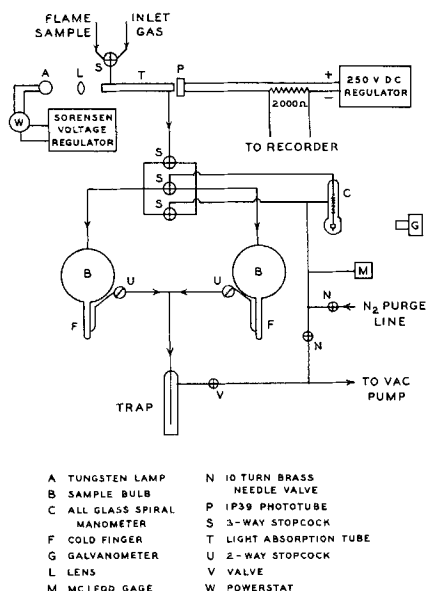 FLAME SAMPLE
INLET GAS
S
A
L
T
P
+
−
250 V DC
REGULATOR
W
SORENSEN
VOLTAGE
REGULATOR
2000Ω
TO RECORDER
S
S
S
C
G
B
B
U
U
F
F
M
N
N₂ PURGE
LINE
N
TRAP
V
TO VAC
PUMP
A TUNGSTEN LAMP
B SAMPLE BULB
C ALL GLASS SPIRAL
MANOMETER
F COLD FINGER
G GALVANOMETER
L LENS
M MCLEOD GAGE
N 10 TURN BRASS
NEEDLE VALVE
P 1P39 PHOTOTUBE
S 3-WAY STOPCOCK
T LIGHT ABSORPTION TUBE
U 2-WAY STOPCOCK
V VALVE
W POWERSTAT